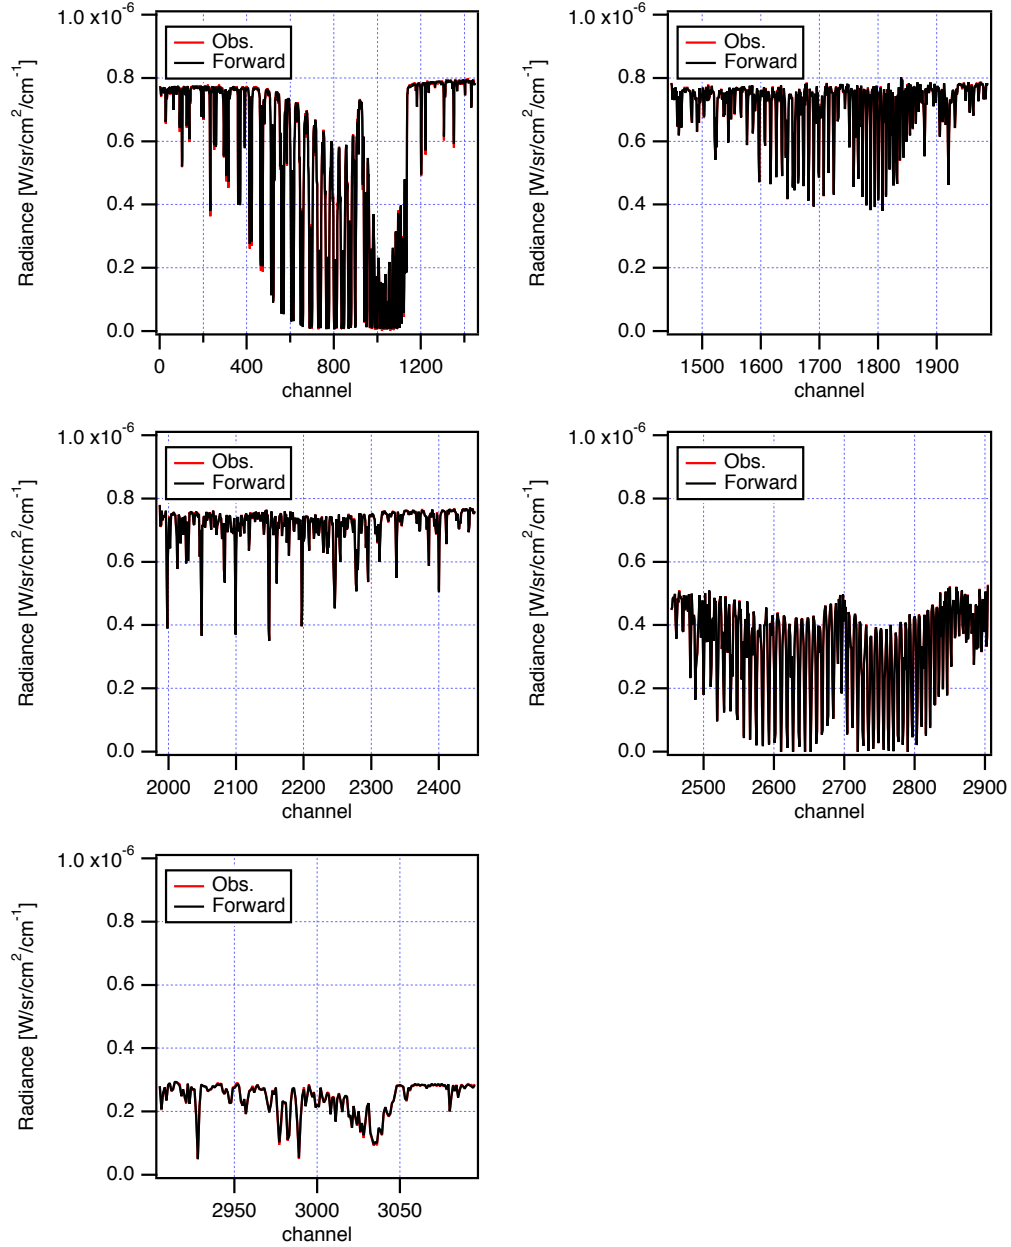 1.0 x10⁻⁶
0.8
0.6
0.4
0.2
0.0
Radiance [W/sr/cm²/cm⁻¹]
Obs.
Forward
0 400 800 1200
channel
1.0 x10⁻⁶
0.8
0.6
0.4
0.2
0.0
Radiance [W/sr/cm²/cm⁻¹]
Obs.
Forward
1500 1600 1700 1800 1900
channel
1.0 x10⁻⁶
0.8
0.6
0.4
0.2
0.0
Radiance [W/sr/cm²/cm⁻¹]
Obs.
Forward
2000 2100 2200 2300 2400
channel
1.0 x10⁻⁶
0.8
0.6
0.4
0.2
0.0
Radiance [W/sr/cm²/cm⁻¹]
Obs.
Forward
2500 2600 2700 2800 2900
channel
1.0 x10⁻⁶
0.8
0.6
0.4
0.2
0.0
Radiance [W/sr/cm²/cm⁻¹]
Obs.
Forward
2950 3000 3050
channel